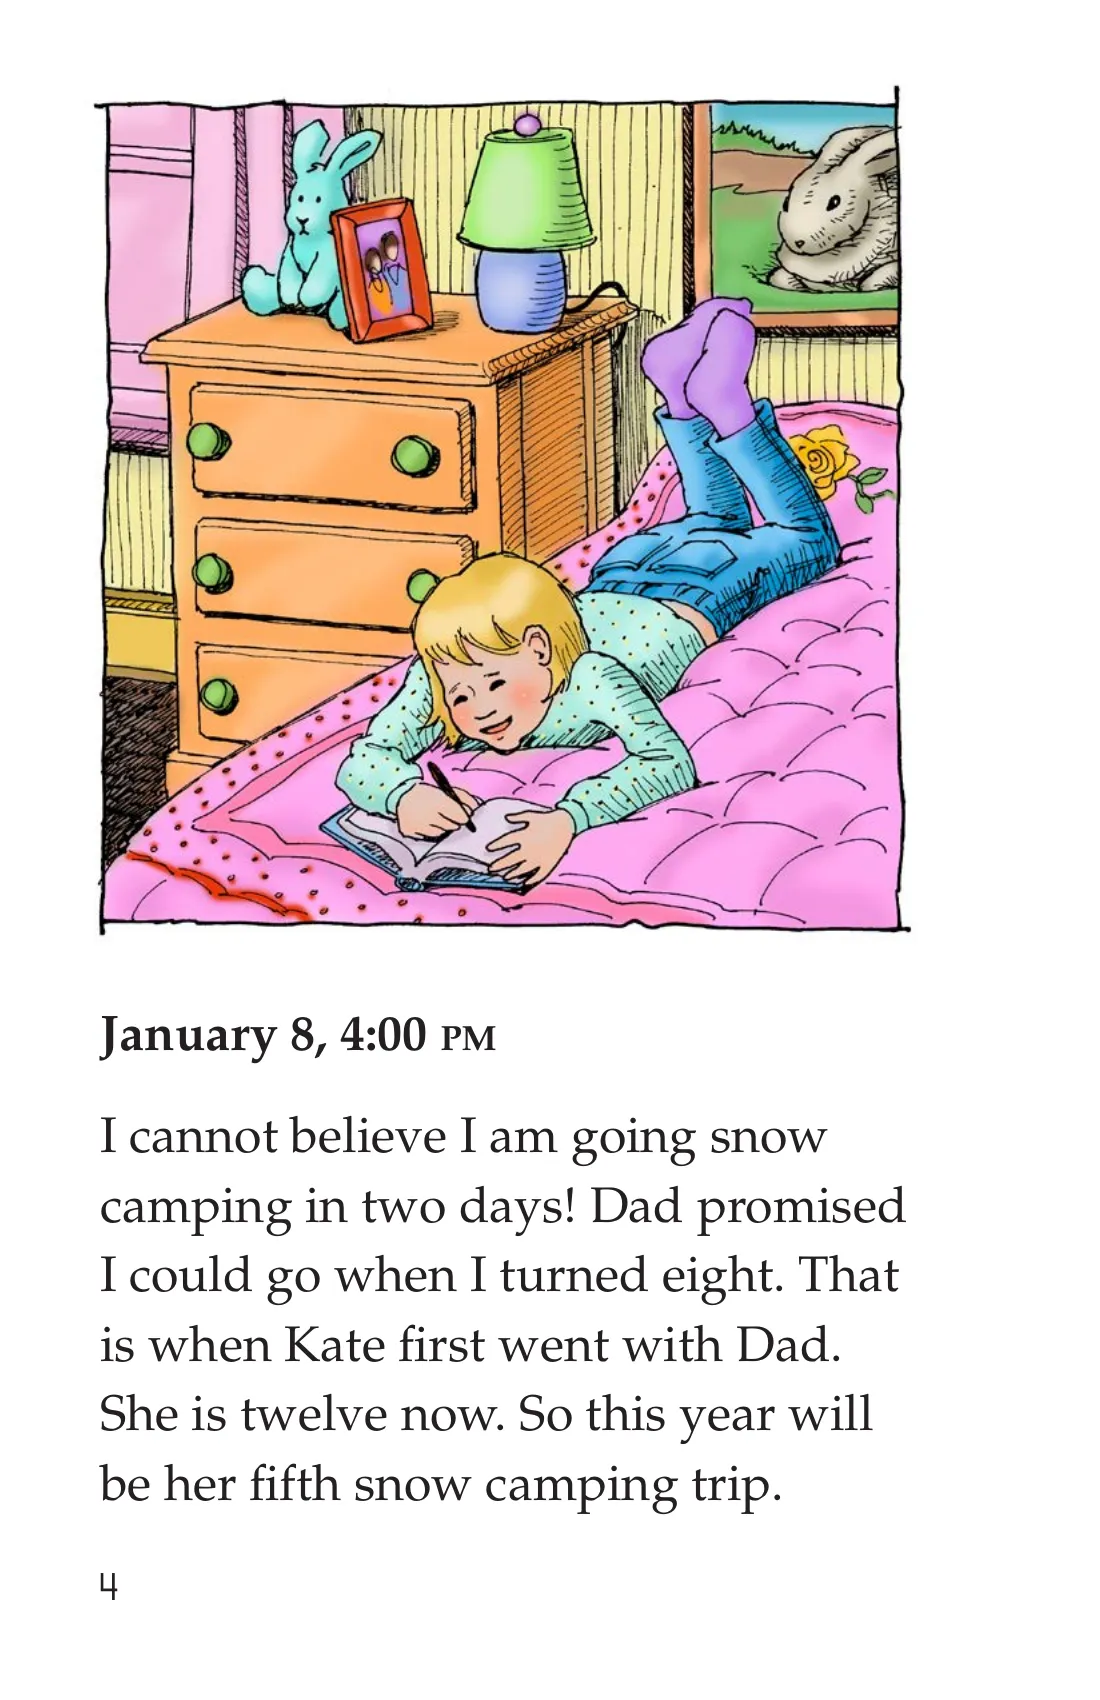 January 8, 4:00 PM
I cannot believe I am going snow
camping in two days! Dad promised
I could go when I turned eight. That
is when Kate first went with Dad.
She is twelve now. So this year will
be her fifth snow camping trip.
4